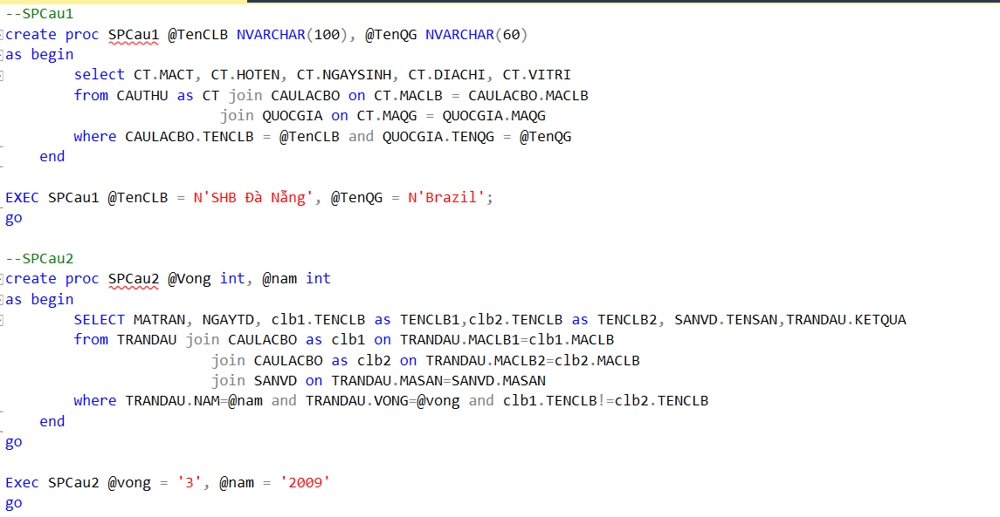 --SPCau1
create proc SPCau1 @TenCLB NVARCHAR(100), @TenQG NVARCHAR(60)
as begin
select CT.MACT, CT.HOTEN, CT.NGAYSINH, CT.DIACHI, CT.VITRI
from CAUTHU as CT join CAULACBO on CT.MACLB = CAULACBO.MACLB
join QUOCGIA on CT.MAQG = QUOCGIA.MAQG
where CAULACBO.TENCLB = @TenCLB and QUOCGIA.TENQG = @TenQG
end
EXEC SPCau1 @TenCLB = N'SHB Đà Nẵng', @TenQG = N'Brazil';
go
--SPCau2
create proc SPCau2 @Vong int, @nam int
as begin
SELECT MATRAN, NGAYTD, clb1.TENCLB as TENCLB1,clb2.TENCLB as TENCLB2, SANVD.TENSAN,TRANDAU.KETQUA
from TRANDAU join CAULACBO as clb1 on TRANDAU.MACLB1=clb1.MACLB
join CAULACBO as clb2 on TRANDAU.MACLB2=clb2.MACLB
join SANVD on TRANDAU.MASAN=SANVD.MASAN
where TRANDAU.NAM=@nam and TRANDAU.VONG=@vong and clb1.TENCLB!=clb2.TENCLB
end
go
Exec SPCau2 @vong = '3', @nam = '2009'
go